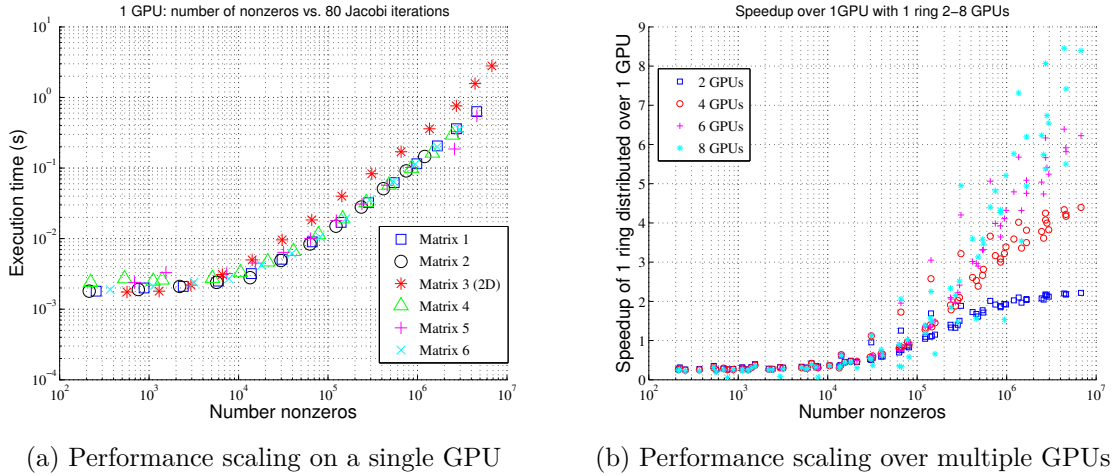 1 GPU: number of nonzeros vs. 80 Jacobi iterations
Execution time (s)
10^1
10^0
10^−1
10^−2
10^−3
10^−4
Matrix 1
Matrix 2
Matrix 3 (2D)
Matrix 4
Matrix 5
Matrix 6
10^2 10^3 10^4 10^5 10^6 10^7
Number nonzeros
(a) Performance scaling on a single GPU
Speedup over 1GPU with 1 ring 2−8 GPUs
Speedup of 1 ring distributed over 1 GPU
9
8
7
6
5
4
3
2
1
0
2 GPUs
4 GPUs
6 GPUs
8 GPUs
10^2 10^3 10^4 10^5 10^6 10^7
Number nonzeros
(b) Performance scaling over multiple GPUs